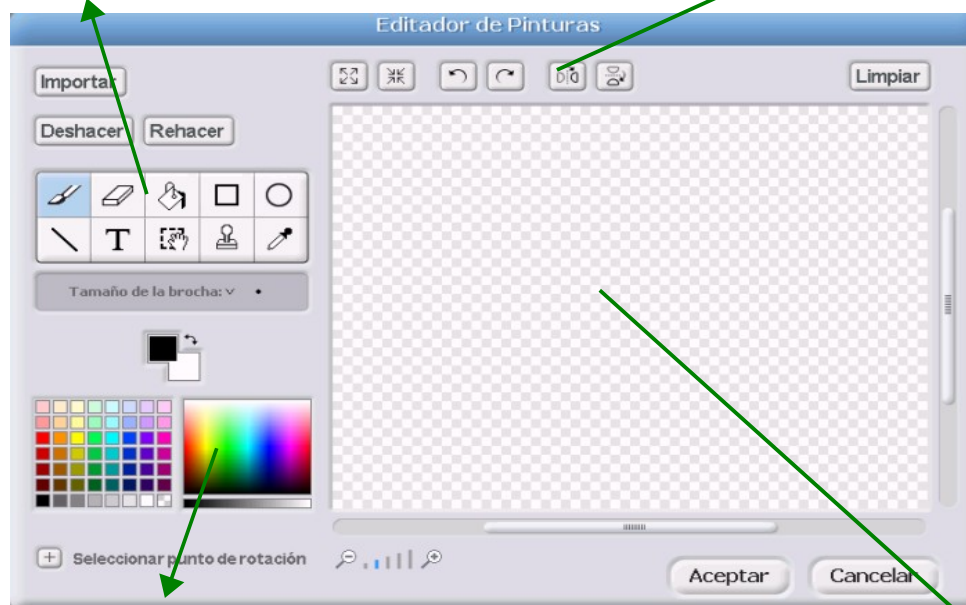 Editador de Pinturas
Importar
Limpiar
Deshacer Rehacer
T
Tamaño de la brocha:
Seleccionar punto de rotación
Aceptar Cancelar